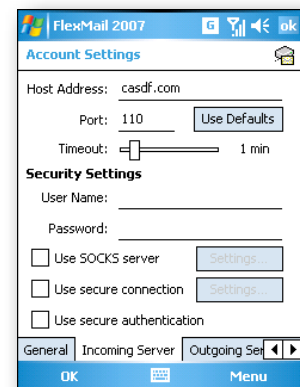 FlexMail 2007 G ok
Account Settings
Host Address: casdf.com
Port: 110 Use Defaults
Timeout: 1 min
Security Settings
User Name:
Password:
Use SOCKS server Settings...
Use secure connection Settings...
Use secure authentication
General Incoming Server Outgoing Ser
OK Menu